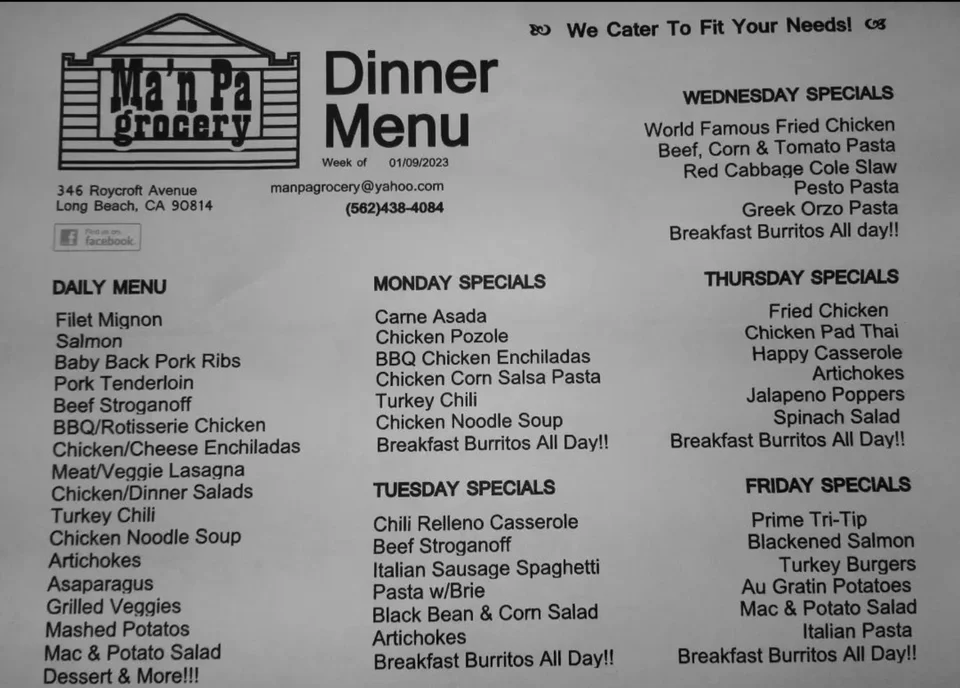 We Cater To Fit Your Needs!
Ma'n Pa
grocery
Dinner
Menu
Week of 01/09/2023
346 Roycroft Avenue
Long Beach, CA 90814
manpagrocery@yahoo.com
(562)438-4084
Find us on
facebook.
DAILY MENU
Filet Mignon
Salmon
Baby Back Pork Ribs
Pork Tenderloin
Beef Stroganoff
BBQ/Rotisserie Chicken
Chicken/Cheese Enchiladas
Meat/Veggie Lasagna
Chicken/Dinner Salads
Turkey Chili
Chicken Noodle Soup
Artichokes
Asaparagus
Grilled Veggies
Mashed Potatos
Mac & Potato Salad
Dessert & More!!!
MONDAY SPECIALS
Carne Asada
Chicken Pozole
BBQ Chicken Enchiladas
Chicken Corn Salsa Pasta
Turkey Chili
Chicken Noodle Soup
Breakfast Burritos All Day!!
TUESDAY SPECIALS
Chili Relleno Casserole
Beef Stroganoff
Italian Sausage Spaghetti
Pasta w/Brie
Black Bean & Corn Salad
Artichokes
Breakfast Burritos All Day!!
WEDNESDAY SPECIALS
World Famous Fried Chicken
Beef, Corn & Tomato Pasta
Red Cabbage Cole Slaw
Pesto Pasta
Greek Orzo Pasta
Breakfast Burritos All day!!
THURSDAY SPECIALS
Fried Chicken
Chicken Pad Thai
Happy Casserole
Artichokes
Jalapeno Poppers
Spinach Salad
Breakfast Burritos All Day!!
FRIDAY SPECIALS
Prime Tri-Tip
Blackened Salmon
Turkey Burgers
Au Gratin Potatoes
Mac & Potato Salad
Italian Pasta
Breakfast Burritos All Day!!